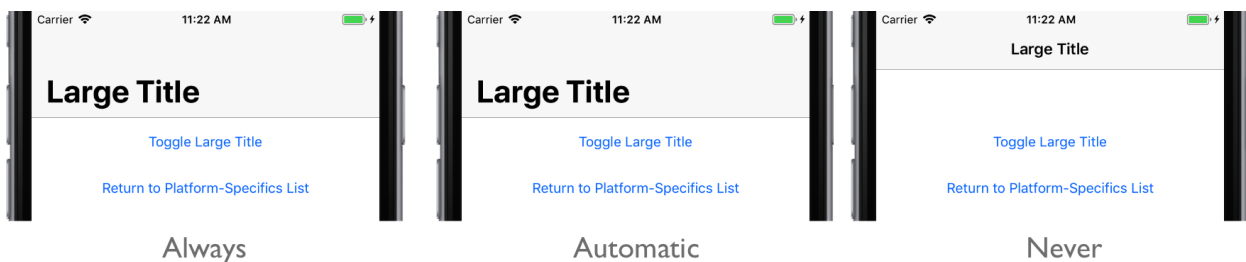 Carrier 11:22 AM
Large Title
Toggle Large Title
Return to Platform-Specifics List
Always
Carrier 11:22 AM
Large Title
Toggle Large Title
Return to Platform-Specifics List
Automatic
Carrier 11:22 AM
Large Title
Toggle Large Title
Return to Platform-Specifics List
Never